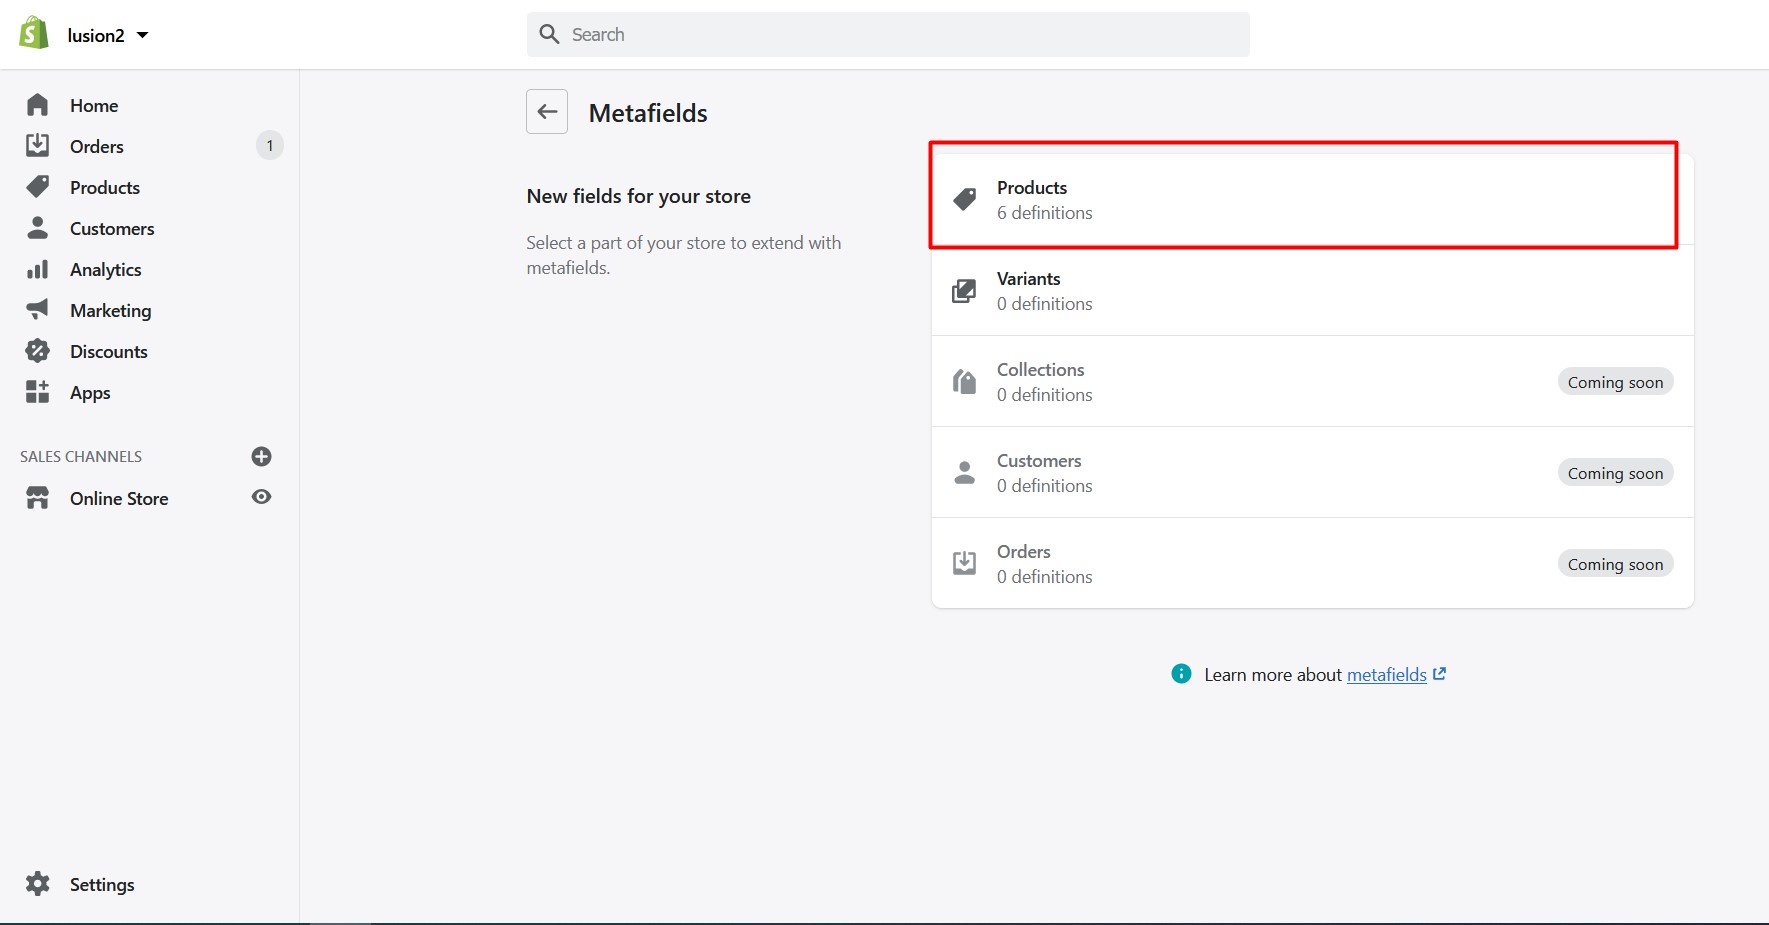 lusion2
Search
Home
Orders 1
Products
Customers
Analytics
Marketing
Discounts
Apps
SALES CHANNELS
Online Store
Settings
Metafields
New fields for your store
Select a part of your store to extend with
metafields.
Products
6 definitions
Variants
0 definitions
Collections
0 definitions
Coming soon
Customers
0 definitions
Coming soon
Orders
0 definitions
Coming soon
Learn more about metafields